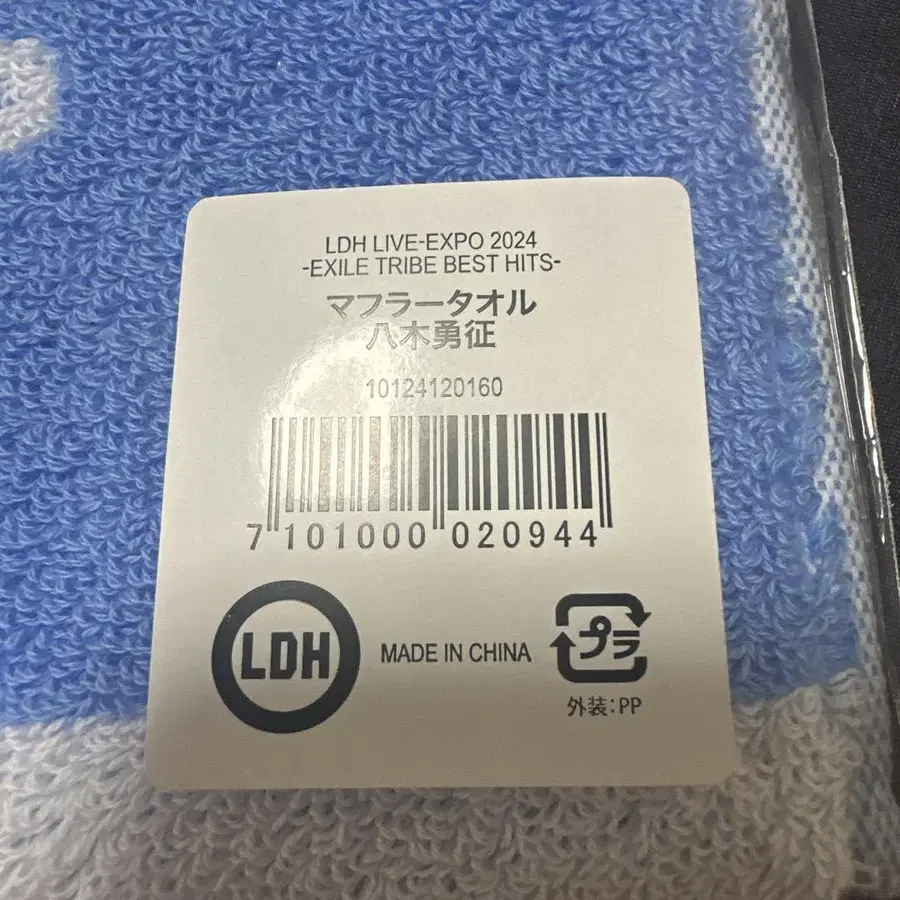 LDH LIVE-EXPO 2024
-EXILE TRIBE BEST HITS-
マフラータオル
八木勇征
10124120160
7 101000 020944
LDH
MADE IN CHINA
プラ
外装:PP